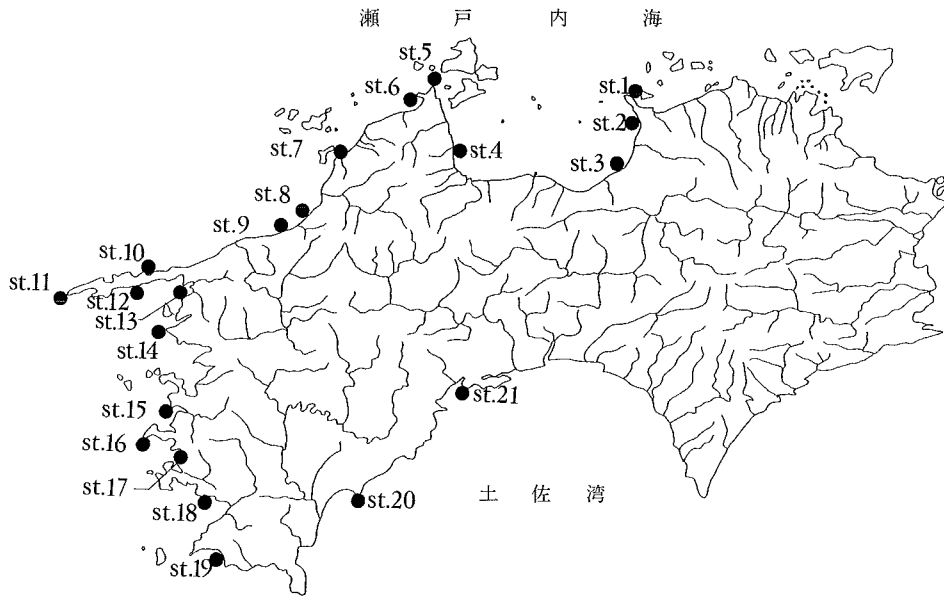 瀬戸内海
st.5
st.1
st.6
st.2
st.7
st.4
st.3
st.8
st.9
st.10
st.11
st.12
st.13
st.14
st.15
st.21
st.16
st.17
土佐湾
st.20
st.18
st.19